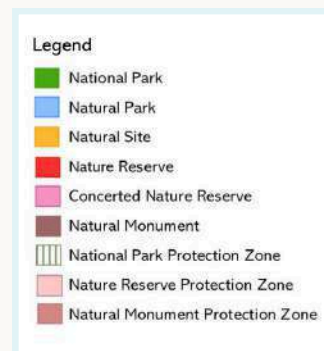 Legend
National Park
Natural Park
Natural Site
Nature Reserve
Concerted Nature Reserve
Natural Monument
National Park Protection Zone
Nature Reserve Protection Zone
Natural Monument Protection Zone